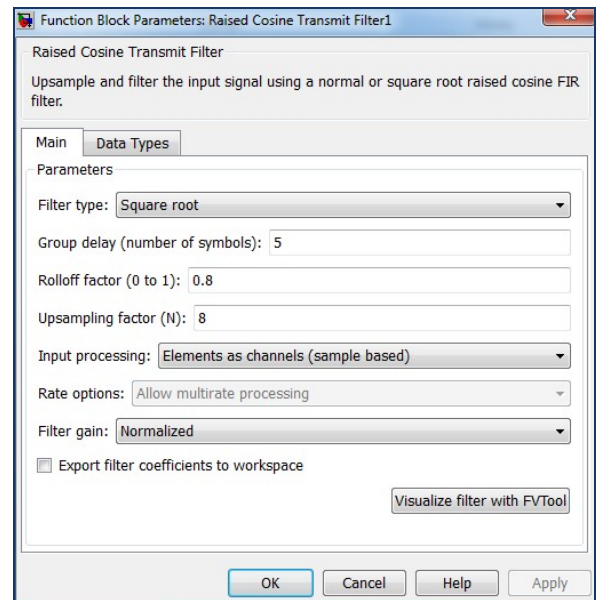 Function Block Parameters: Raised Cosine Transmit Filter1
Raised Cosine Transmit Filter
Upsample and filter the input signal using a normal or square root raised cosine FIR
filter.
Main Data Types
Parameters
Filter type: Square root
Group delay (number of symbols): 5
Rolloff factor (0 to 1): 0.8
Upsampling factor (N): 8
Input processing: Elements as channels (sample based)
Rate options: Allow multirate processing
Filter gain: Normalized
Export filter coefficients to workspace
Visualize filter with FVTool
OK Cancel Help Apply